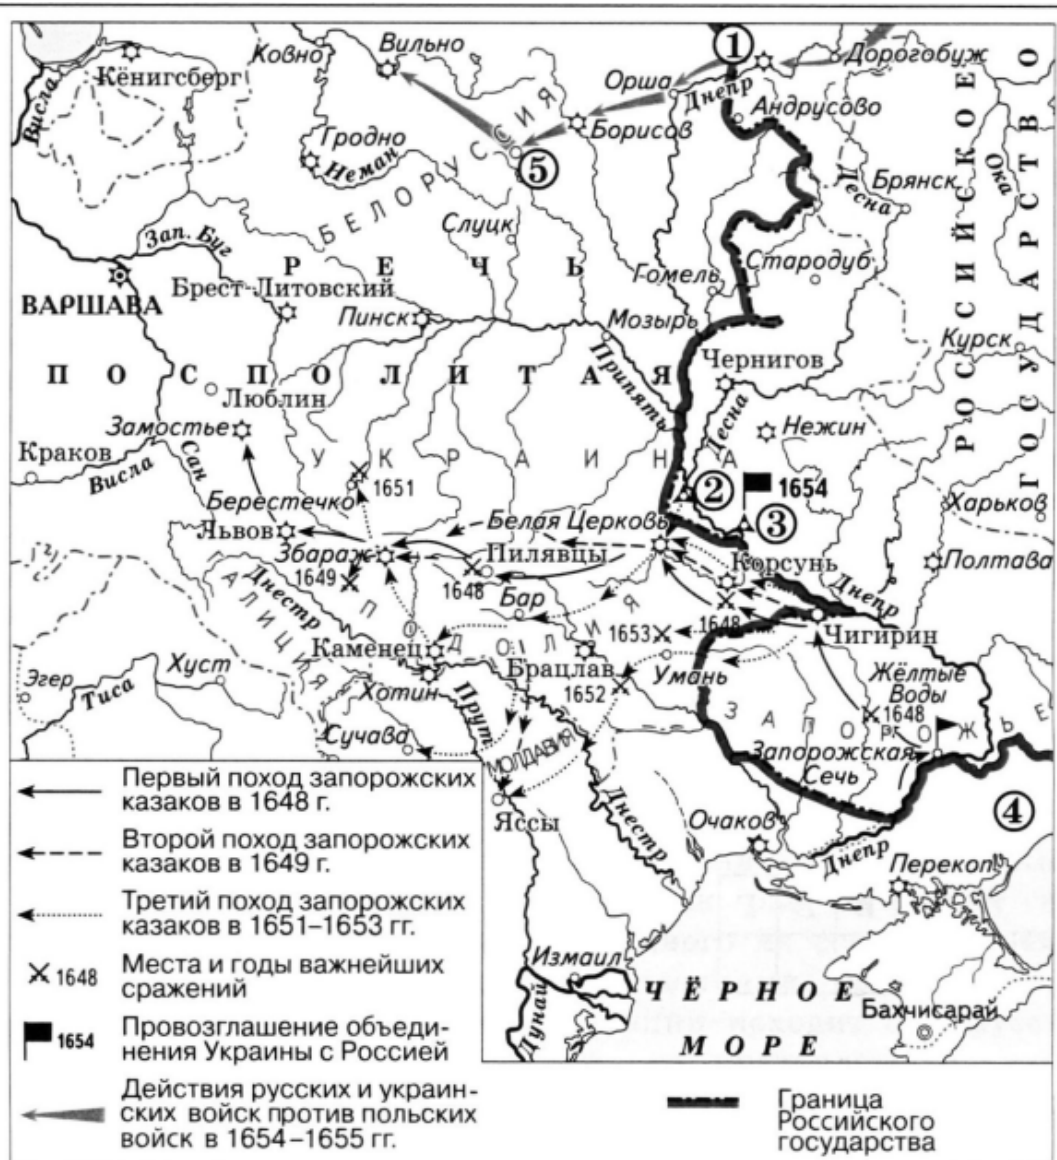 Ковно
Вильно
1
Дорогобуж
Кёнигсберг
Орша
Днепр
Висла
Борисов
Андрусово
Гродно
Неман
5
БЕЛОРУССИЯ
Десна
Брянск
Ока
РОССИЙСКОЕ
ГОСУДАРСТВО
Слуцк
Зап. Буг
РЕЧЬ
Гомель
Стародуб
ВАРШАВА
Брест-Литовский
Пинск
Мозырь
Курск
ПОСПОЛИТАЯ
Чернигов
Припять
Люблин
Десна
Нежин
Замостье
Краков
Висла
Сан
УКРАИНА
1651
2
1654
3
Харьков
Берестечко
Львов
Белая Церковь
Збараж
Пилявцы
Корсунь
Полтава
1649
1648
Днепр
ГАЛИЦИЯ
Днестр
Бар
1648
ПОДОЛИЯ
1653
Чигирин
Каменец
Брацлав
Умань
Жёлтые
Воды
Эгер
Хуст
Тиса
Хотин
1652
1648
Прут
ЗАПОРОЖЬЕ
Сучава
МОЛДАВИЯ
Запорожская
Сечь
4
Яссы
Днестр
Очаков
Днепр
Перекоп
Измаил
Дунай
ЧЁРНОЕ
МОРЕ
Бахчисарай
Первый поход запорожских
казаков в 1648 г.
Второй поход запорожских
казаков в 1649 г.
Третий поход запорожских
казаков в 1651–1653 гг.
1648
Места и годы важнейших
сражений
1654
Провозглашение объеди-
нения Украины с Россией
Действия русских и украин-
ских войск против польских
войск в 1654–1655 гг.
Граница
Российского
государства